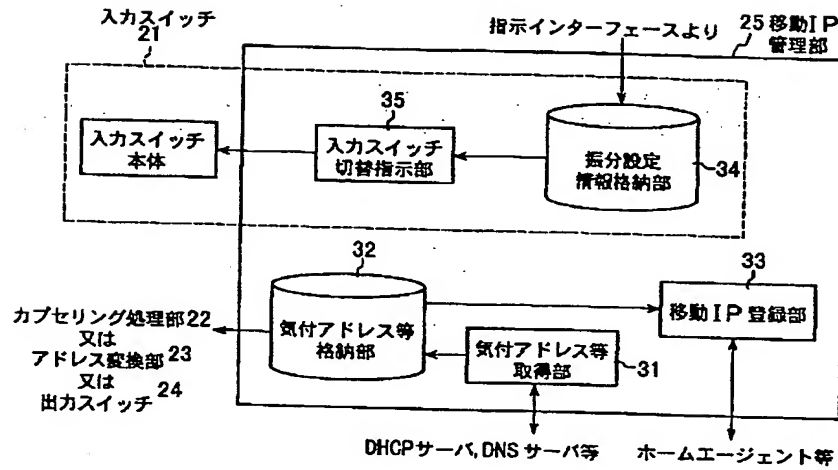 入力スイッチ
21
指示インターフェースより
25 移動IP
管理部
入力スイッチ
本体
35
入力スイッチ
切替指示部
振分設定
情報格納部
34
32
33
カプセリング処理部 22
又は
アドレス変換部 23
又は
出力スイッチ 24
気付アドレス等
格納部
気付アドレス等
取得部
31
移動IP登録部
DHCPサーバ,DNSサーバ等
ホームエージェント等